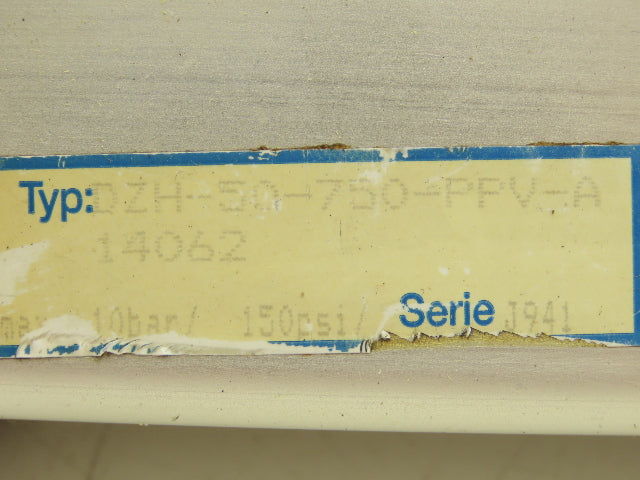 Typ: DZH-50-750-PPV-A
14062
max. 10bar/ 150psi/ Serie J941